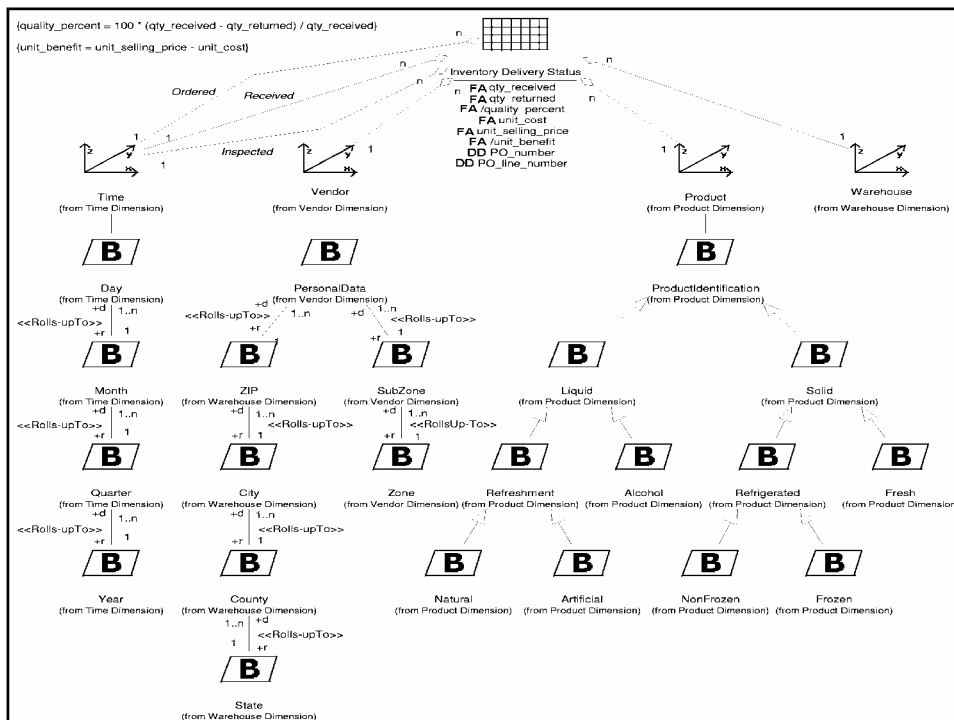 {quality_percent = 100 * (qty_received - qty_returned) / qty_received}
{unit_benefit = unit_selling_price - unit_cost}
n
n
n
n
Inventory Delivery Status
Ordered
Received
n
n
FA qty_received
FA qty_returned
FA /quality_percent
FA unit_cost
FA unit_selling_price
FA /unit_benefit
DD PO_number
DD PO_line_number
1
1
1
Inspected
1
1
1
z y x
z y x
z y x
z y x
Time
(from Time Dimension)
Vendor
(from Vendor Dimension)
Product
(from Product Dimension)
Warehouse
(from Warehouse Dimension)
B
B
B
Day
(from Time Dimension)
PersonalData
(from Vendor Dimension)
ProductIdentification
(from Product Dimension)
+d 1..n
<<Rolls-upTo>>
+r 1
+d 1..n
<<Rolls-upTo>>
+r 1
+d 1..n
<<Rolls-upTo>>
+r 1
B
B
B
B
B
Month
(from Time Dimension)
ZIP
(from Warehouse Dimension)
SubZone
(from Vendor Dimension)
Liquid
(from Product Dimension)
Solid
(from Product Dimension)
+d 1..n
<<Rolls-upTo>>
+r 1
+d 1..n
<<Rolls-upTo>>
+r 1
+d 1..n
<<RollsUp-To>>
+r 1
B
B
B
B
B
B
B
Quarter
(from Time Dimension)
City
(from Warehouse Dimension)
Zone
(from Vendor Dimension)
Refreshment
(from Product Dimension)
Alcohol
(from Product Dimension)
Refrigerated
(from Product Dimension)
Fresh
(from Product Dimension)
+d 1..n
<<Rolls-upTo>>
+r 1
+d 1..n
<<Rolls-upTo>>
+r 1
B
B
B
B
B
B
Year
(from Time Dimension)
County
(from Warehouse Dimension)
Natural
(from Product Dimension)
Artificial
(from Product Dimension)
NonFrozen
(from Product Dimension)
Frozen
(from Product Dimension)
1..n +d
<<Rolls-upTo>>
1 +r
B
State
(from Warehouse Dimension)